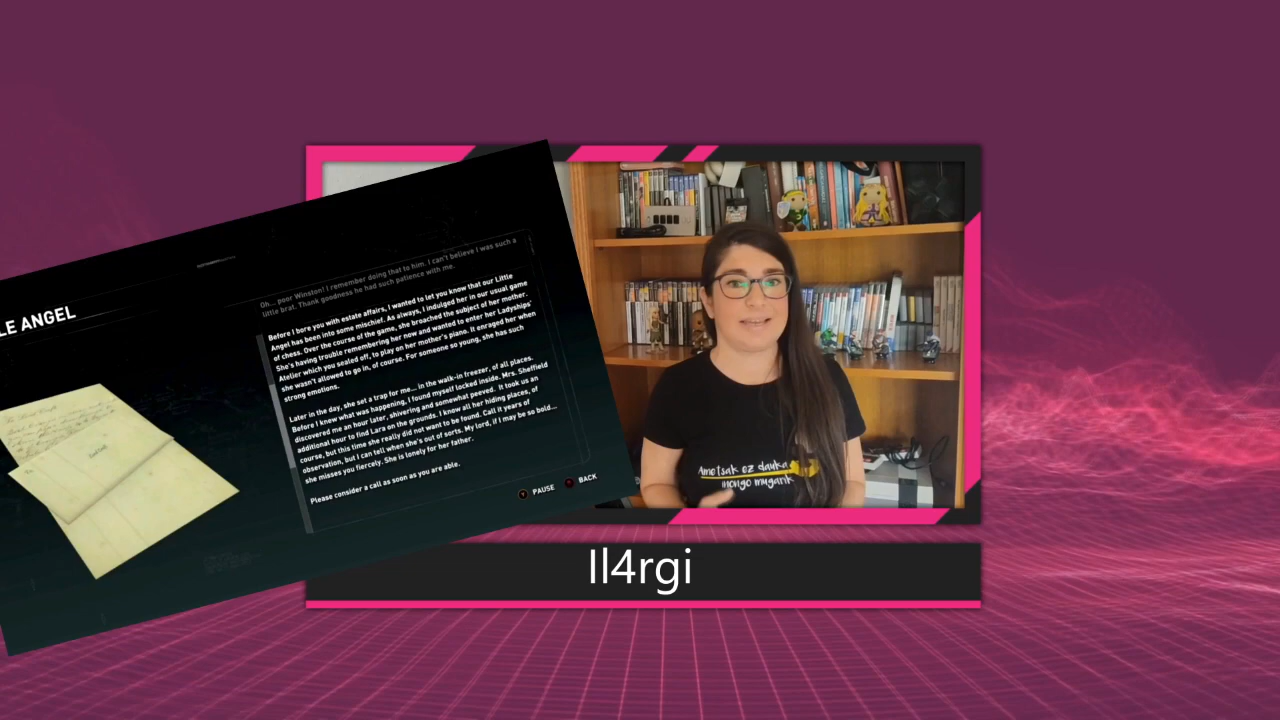 LE ANGEL
Oh... poor Winston! I remember doing that to him. I can't believe I was such a
little brat. Thank goodness he had such patience with me.
Before I bore you with estate affairs, I wanted to let you know that our Little
Angel has been into some mischief. As always, I indulged her in our usual game
of chess. Over the course of the game, she broached the subject of her mother.
She's having trouble remembering her now and wanted to enter her Ladyships'
Atelier which you sealed off, to play on her mother's piano. It enraged her when
she wasn't allowed to go in, of course. For someone so young, she has such
strong emotions.
Later in the day, she set a trap for me... in the walk-in freezer, of all places.
Before I knew what was happening, I found myself locked inside. Mrs. Sheffield
discovered me an hour later, shivering and somewhat peeved. It took us an
additional hour to find Lara on the grounds. I know all her hiding places, of
course, but this time she really did not want to be found. Call it years of
observation, but I can tell when she's out of sorts. My lord, if I may be so bold...
she misses you fiercely. She is lonely for her father.
Please consider a call as soon as you are able.
Y PAUSE
BACK
Ametsak ez dauka
inongo mugarik
Il4rgi